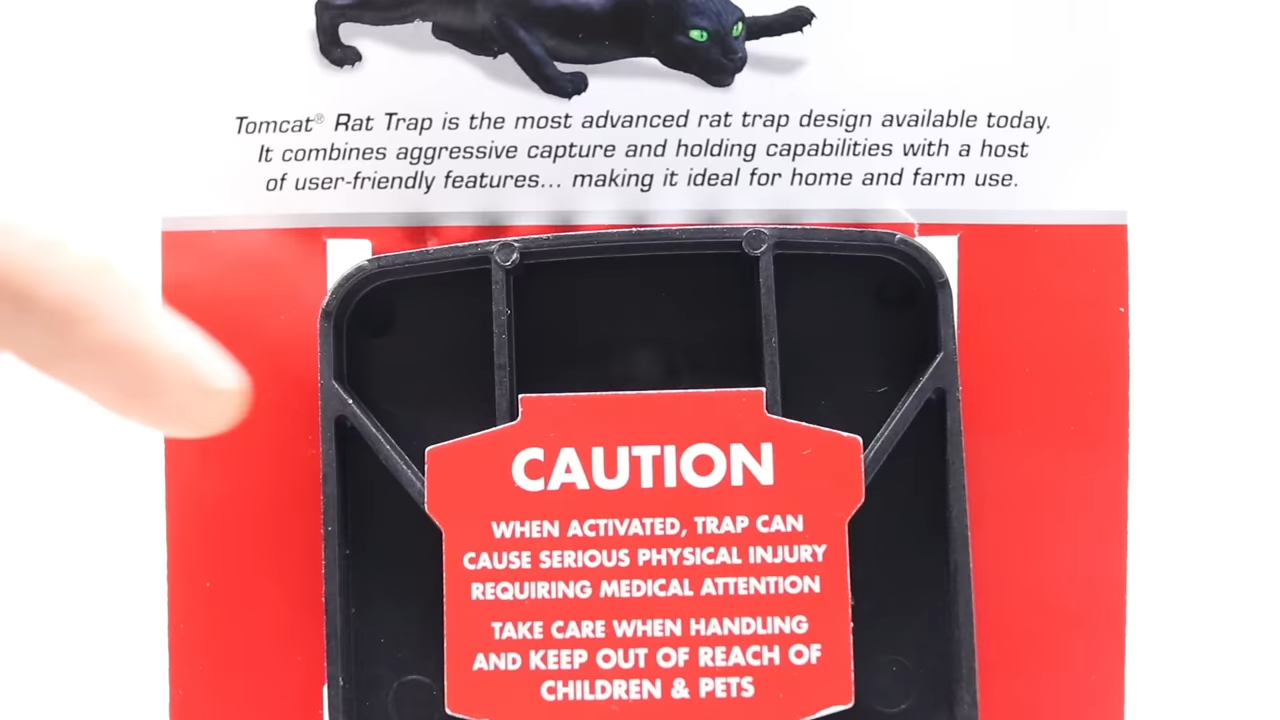 Tomcat® Rat Trap is the most advanced rat trap design available today.
It combines aggressive capture and holding capabilities with a host
of user-friendly features... making it ideal for home and farm use.
CAUTION
WHEN ACTIVATED, TRAP CAN
CAUSE SERIOUS PHYSICAL INJURY
REQUIRING MEDICAL ATTENTION
TAKE CARE WHEN HANDLING
AND KEEP OUT OF REACH OF
CHILDREN & PETS